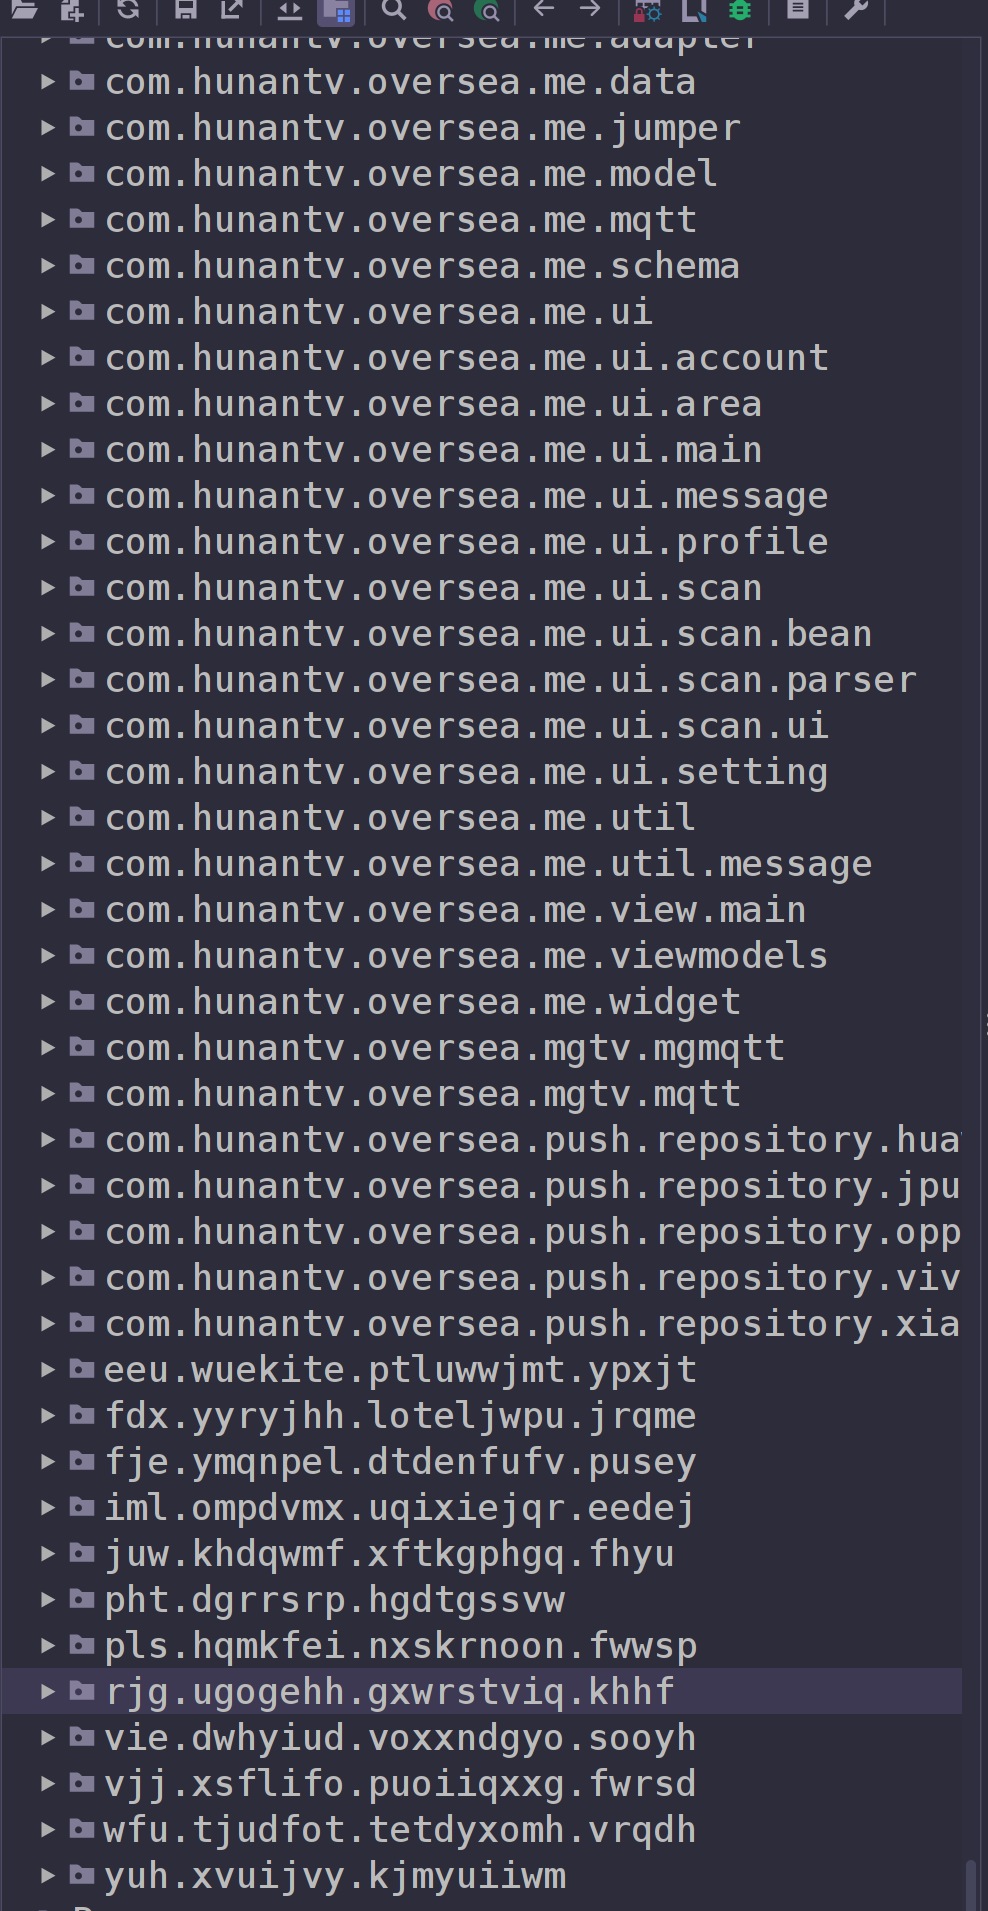 com.hunantv.oversea.me.adapter
com.hunantv.oversea.me.data
com.hunantv.oversea.me.jumper
com.hunantv.oversea.me.model
com.hunantv.oversea.me.mqtt
com.hunantv.oversea.me.schema
com.hunantv.oversea.me.ui
com.hunantv.oversea.me.ui.account
com.hunantv.oversea.me.ui.area
com.hunantv.oversea.me.ui.main
com.hunantv.oversea.me.ui.message
com.hunantv.oversea.me.ui.profile
com.hunantv.oversea.me.ui.scan
com.hunantv.oversea.me.ui.scan.bean
com.hunantv.oversea.me.ui.scan.parser
com.hunantv.oversea.me.ui.scan.ui
com.hunantv.oversea.me.ui.setting
com.hunantv.oversea.me.util
com.hunantv.oversea.me.util.message
com.hunantv.oversea.me.view.main
com.hunantv.oversea.me.viewmodels
com.hunantv.oversea.me.widget
com.hunantv.oversea.mgtv.mgmqtt
com.hunantv.oversea.mgtv.mqtt
com.hunantv.oversea.push.repository.hua
com.hunantv.oversea.push.repository.jpu
com.hunantv.oversea.push.repository.opp
com.hunantv.oversea.push.repository.viv
com.hunantv.oversea.push.repository.xia
eeu.wuekite.ptluwwjmt.ypxjt
fdx.yyryjhh.loteljwpu.jrqme
fje.ymqnpel.dtdenfufv.pusey
iml.ompdvmx.uqixiejqr.eedej
juw.khdqwmf.xftkgphgq.fhyu
pht.dgrrsrp.hgdtgssvw
pls.hqmkfei.nxskrnoon.fwwsp
rjg.ugogehh.gxwrstviq.khhf
vie.dwhyiud.voxxndgyo.sooyh
vjj.xsflifo.puoiiqxxg.fwrsd
wfu.tjudfot.tetdyxomh.vrqdh
yuh.xvuijvy.kjmyuiiwm